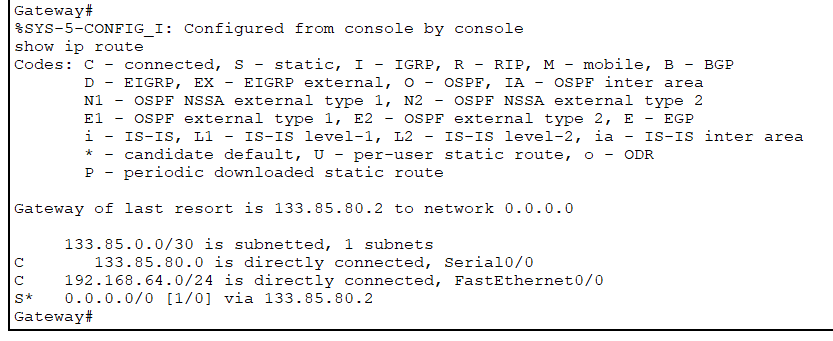 Gateway#
%SYS-5-CONFIG_I: Configured from console by console
show ip route
Codes: C - connected, S - static, I - IGRP, R - RIP, M - mobile, B - BGP
       D - EIGRP, EX - EIGRP external, O - OSPF, IA - OSPF inter area
       N1 - OSPF NSSA external type 1, N2 - OSPF NSSA external type 2
       E1 - OSPF external type 1, E2 - OSPF external type 2, E - EGP
       i - IS-IS, L1 - IS-IS level-1, L2 - IS-IS level-2, ia - IS-IS inter area
       * - candidate default, U - per-user static route, o - ODR
       P - periodic downloaded static route
Gateway of last resort is 133.85.80.2 to network 0.0.0.0
     133.85.0.0/30 is subnetted, 1 subnets
C       133.85.80.0 is directly connected, Serial0/0
C    192.168.64.0/24 is directly connected, FastEthernet0/0
S*   0.0.0.0/0 [1/0] via 133.85.80.2
Gateway#